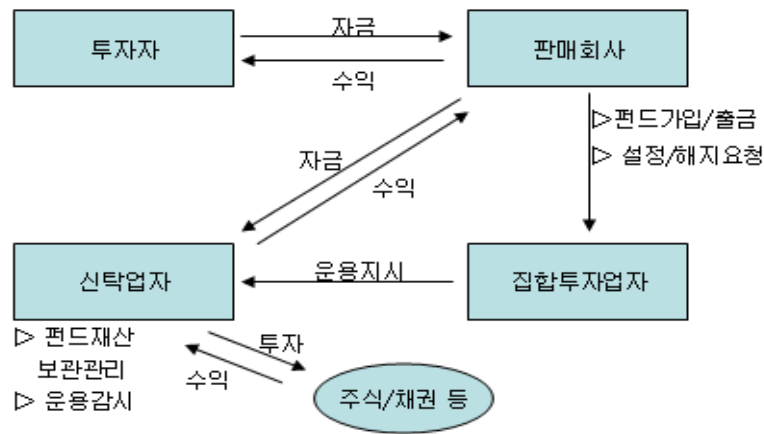 자금
투자자
판매회사
수익
▷펀드가입/출금
▷ 설정/해지요청
자금
수익
신탁업자
운용지시
집합투자업자
▷ 펀드재산
보관관리
▷ 운용감시
투자
수익
주식/채권 등